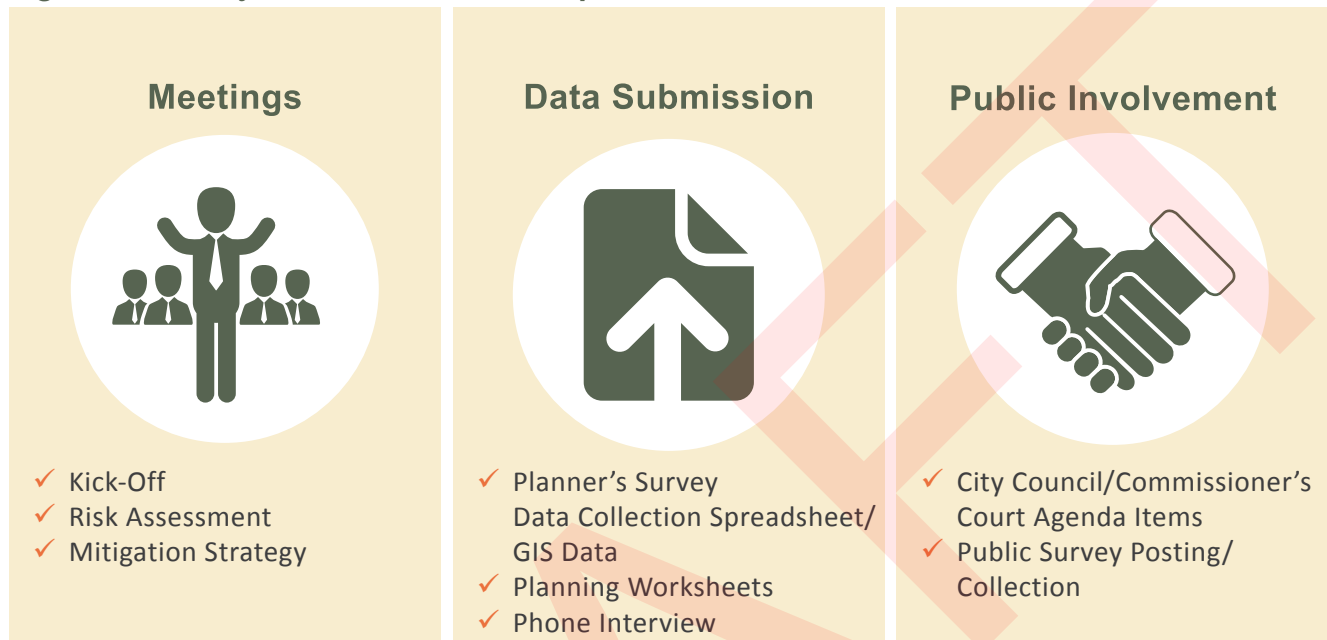 Meetings
Kick-Off
Risk Assessment
Mitigation Strategy
Data Submission
Planner's Survey
Data Collection Spreadsheet/
GIS Data
Planning Worksheets
Phone Interview
Public Involvement
City Council/Commissioner's
Court Agenda Items
Public Survey Posting/
Collection